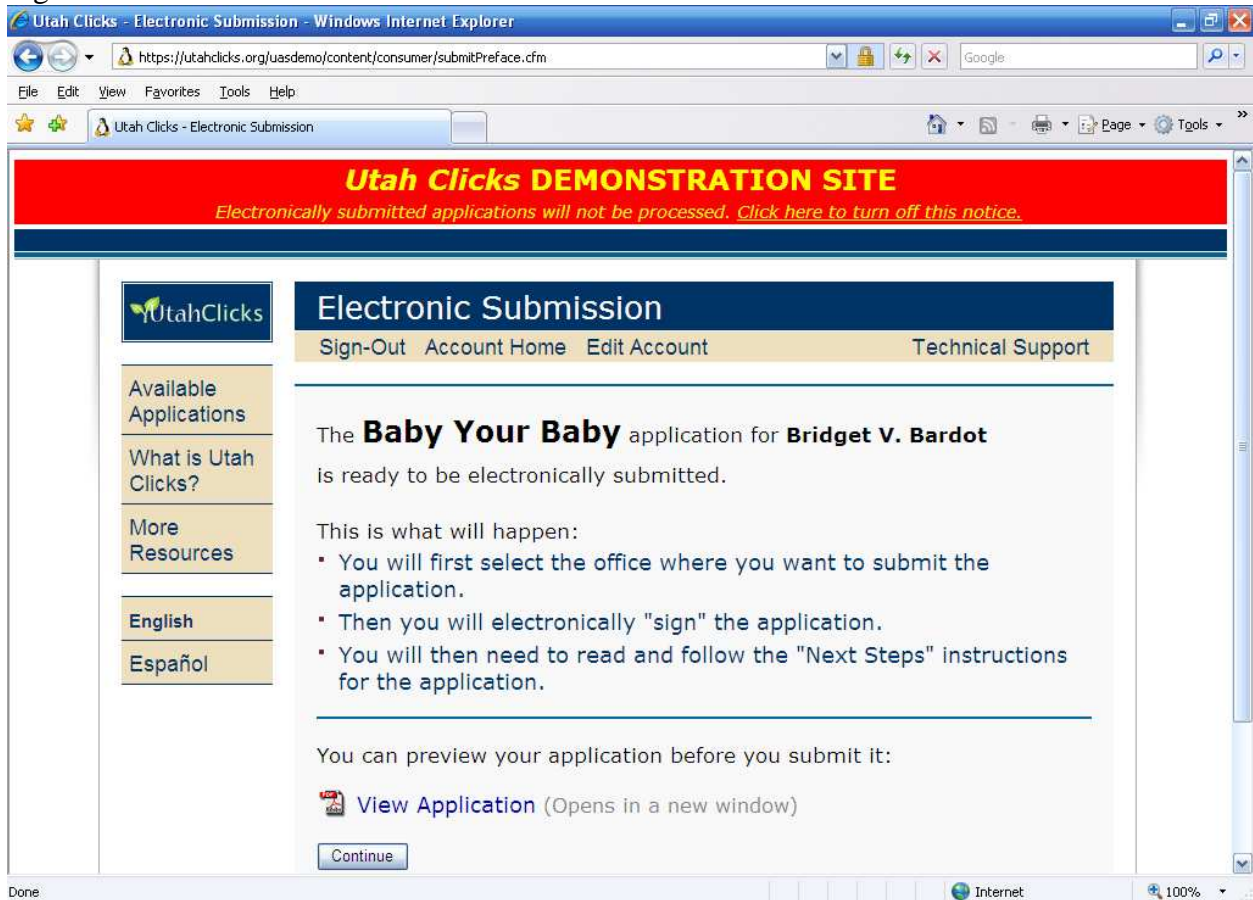 Utah Clicks - Electronic Submission - Windows Internet Explorer
https://utahclicks.org/uasdemo/content/consumer/submitPreface.cfm
Google
File Edit View Favorites Tools Help
Utah Clicks - Electronic Submission
Page Tools
Utah Clicks DEMONSTRATION SITE
Electronically submitted applications will not be processed. Click here to turn off this notice.
UtahClicks
Electronic Submission
Sign-Out Account Home Edit Account Technical Support
Available
Applications
What is Utah
Clicks?
More
Resources
English
Español
The Baby Your Baby application for Bridget V. Bardot
is ready to be electronically submitted.
This is what will happen:
▪ You will first select the office where you want to submit the
application.
▪ Then you will electronically "sign" the application.
▪ You will then need to read and follow the "Next Steps" instructions
for the application.
You can preview your application before you submit it:
View Application (Opens in a new window)
Continue
Done Internet 100%